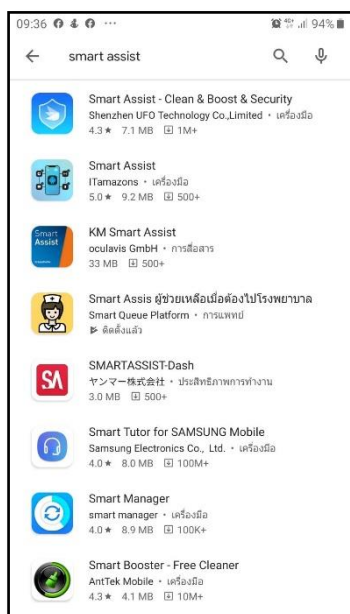 09:36
94%
smart assist
Smart Assist - Clean & Boost & Security
Shenzhen UFO Technology Co.,Limited • เครื่องมือ
4.3★ 7.1 MB 1M+
Smart Assist
ITamazons • เครื่องมือ
5.0★ 9.2 MB 500+
Smart
Assist
KM Smart Assist
oculavis GmbH • การสื่อสาร
33 MB 500+
Smart Assis ผู้ช่วยเหลือเมื่อต้องไปโรงพยาบาล
Smart Queue Platform • การแพทย์
ติดตั้งแล้ว
SA
SMARTASSIST-Dash
ヤンマー株式会社 • ประสิทธิภาพการทำงาน
3.0 MB 500+
Smart Tutor for SAMSUNG Mobile
Samsung Electronics Co., Ltd. • เครื่องมือ
4.0★ 8.0 MB 100M+
Smart Manager
smart manager • เครื่องมือ
4.0★ 8.9 MB 100K+
Smart Booster - Free Cleaner
AntTek Mobile • เครื่องมือ
4.3★ 4.1 MB 10M+